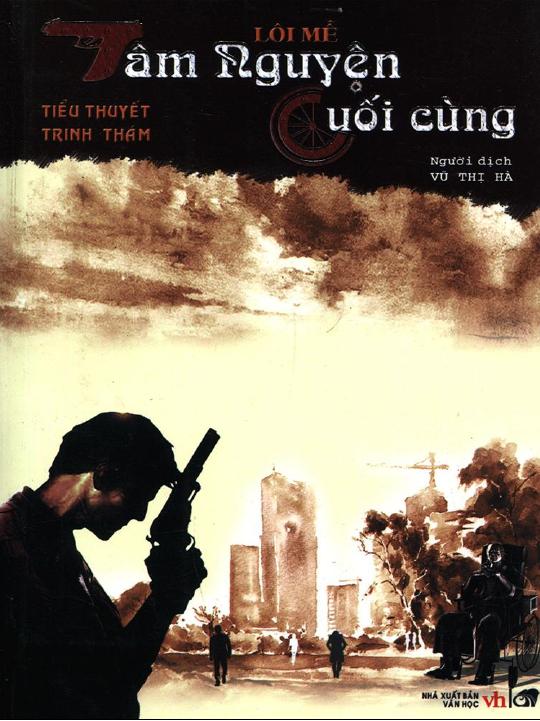 LÔI MỄ
Tâm Nguyện
Cuối cùng
TIỂU THUYẾT
TRINH THÁM
Người dịch
VŨ THỊ HÀ
NHÀ XUẤT BẢN
VĂN HỌC
vh